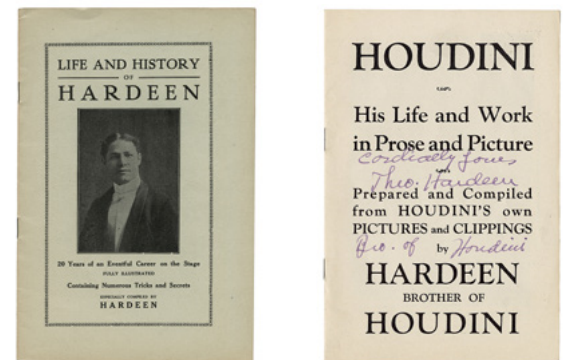 LIFE AND HISTORY
OF
HARDEEN
20 Years of an Eventful Career on the Stage
FULLY ILLUSTRATED
Containing Numerous Tricks and Secrets
ESPECIALLY COMPILED BY
HARDEEN
HOUDINI
His Life and Work
in Prose and Picture
Cordially Yours
Theo. Hardeen
Prepared and Compiled
from HOUDINI'S own
PICTURES and CLIPPINGS
Bro. of by Houdini
HARDEEN
BROTHER OF
HOUDINI